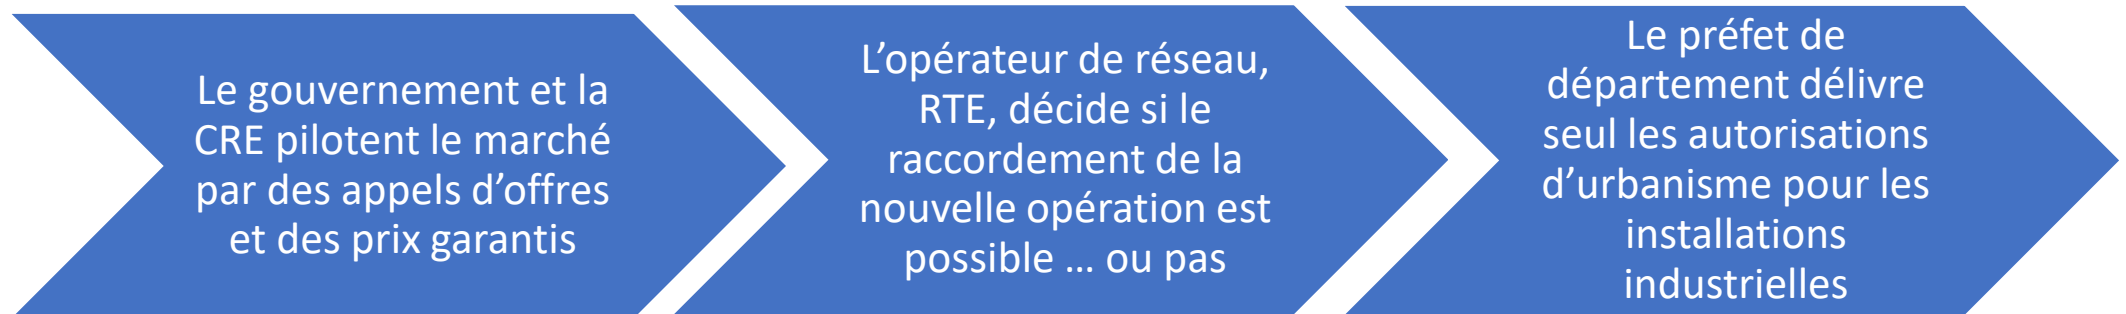 Le gouvernement et la
CRE pilotent le marché
par des appels d’offres
et des prix garantis
L’opérateur de réseau,
RTE, décide si le
raccordement de la
nouvelle opération est
possible … ou pas
Le préfet de
département délivre
seul les autorisations
d’urbanisme pour les
installations
industrielles